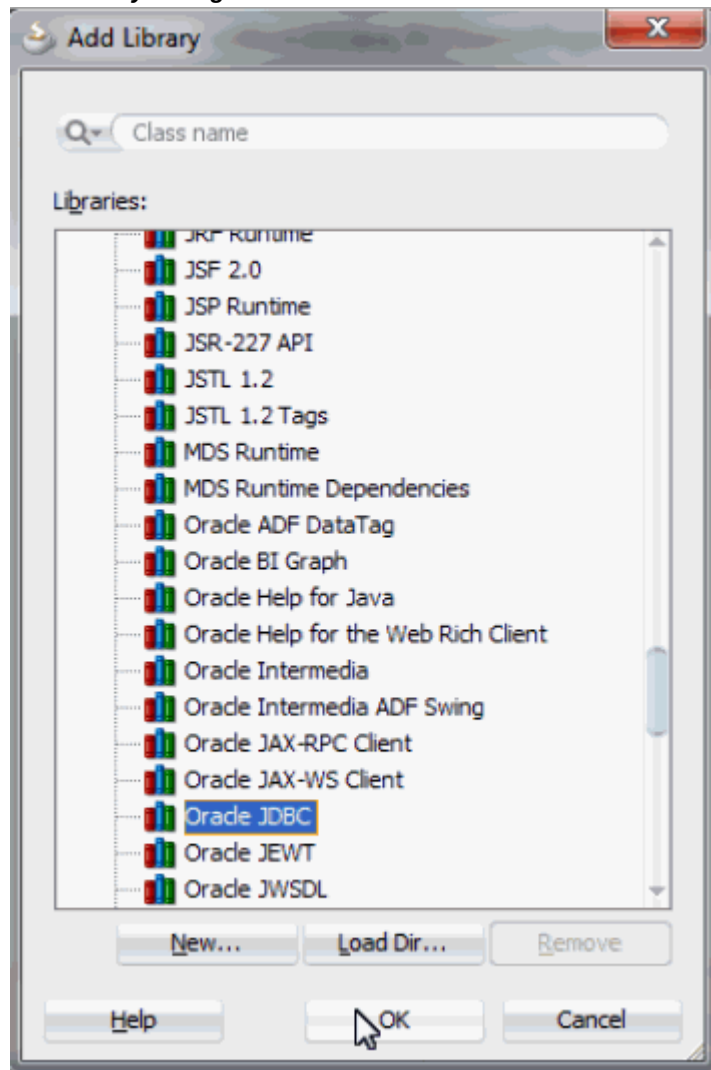 Add Library
Class name
Libraries:
JRF Runtime
JSF 2.0
JSP Runtime
JSR-227 API
JSTL 1.2
JSTL 1.2 Tags
MDS Runtime
MDS Runtime Dependencies
Oracle ADF DataTag
Oracle BI Graph
Oracle Help for Java
Oracle Help for the Web Rich Client
Oracle Intermedia
Oracle Intermedia ADF Swing
Oracle JAX-RPC Client
Oracle JAX-WS Client
Oracle JDBC
Oracle JEWT
Oracle JWSDL
New... Load Dir... Remove
Help OK Cancel